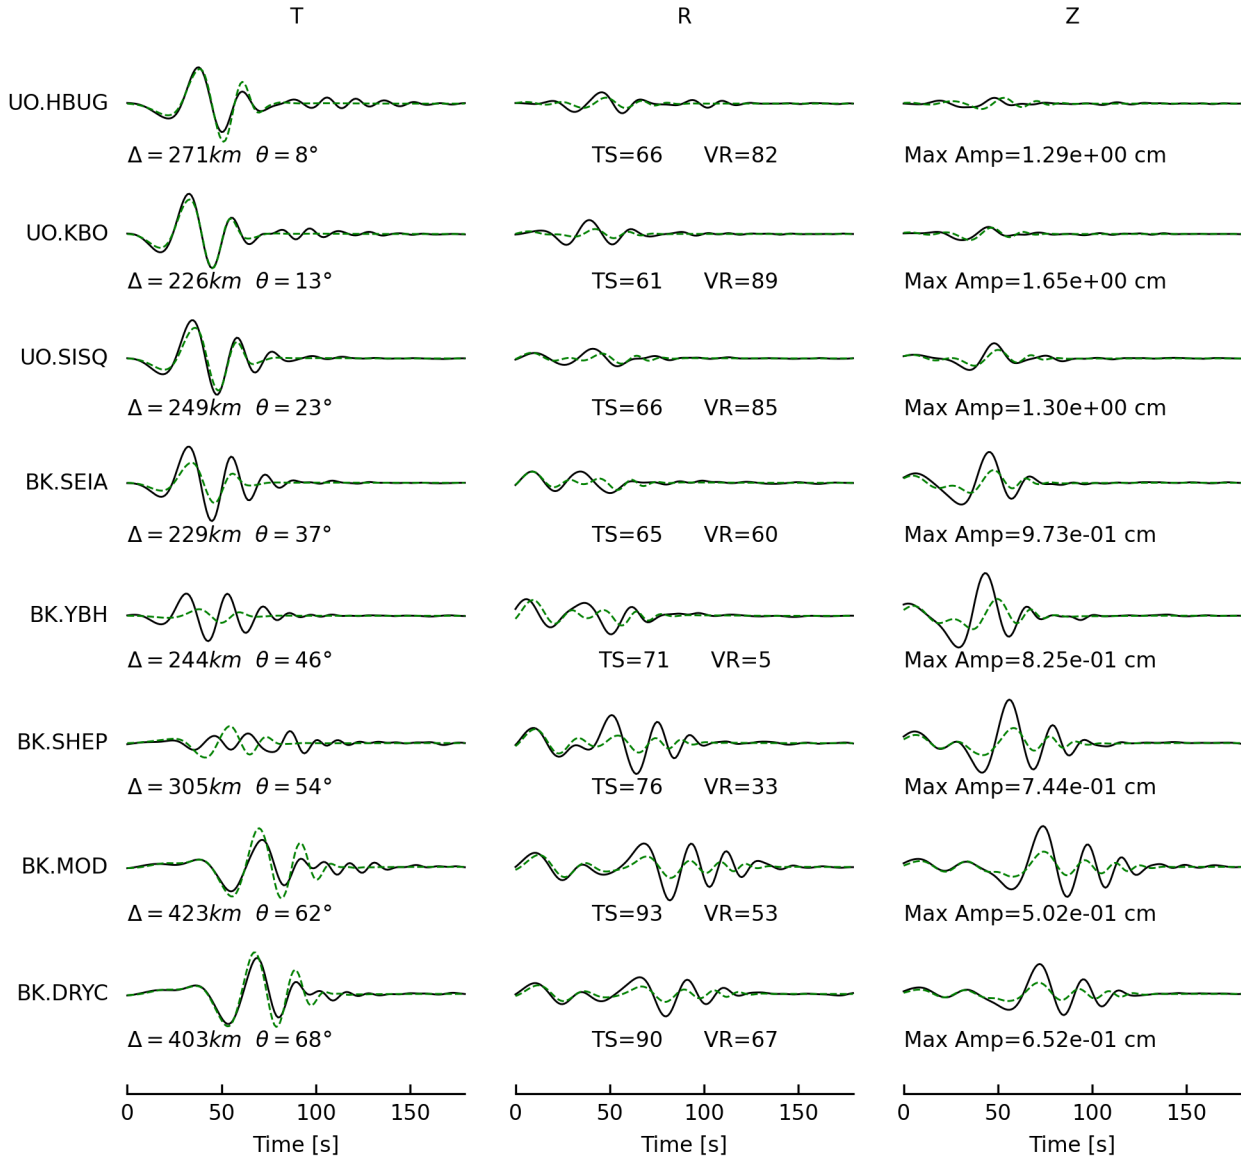 T R Z
UO.HBUG
Δ = 271km θ = 8° TS=66 VR=82 Max Amp=1.29e+00 cm
UO.KBO
Δ = 226km θ = 13° TS=61 VR=89 Max Amp=1.65e+00 cm
UO.SISQ
Δ = 249km θ = 23° TS=66 VR=85 Max Amp=1.30e+00 cm
BK.SEIA
Δ = 229km θ = 37° TS=65 VR=60 Max Amp=9.73e-01 cm
BK.YBH
Δ = 244km θ = 46° TS=71 VR=5 Max Amp=8.25e-01 cm
BK.SHEP
Δ = 305km θ = 54° TS=76 VR=33 Max Amp=7.44e-01 cm
BK.MOD
Δ = 423km θ = 62° TS=93 VR=53 Max Amp=5.02e-01 cm
BK.DRYC
Δ = 403km θ = 68° TS=90 VR=67 Max Amp=6.52e-01 cm
0 50 100 150 0 50 100 150 0 50 100 150
Time [s] Time [s] Time [s]